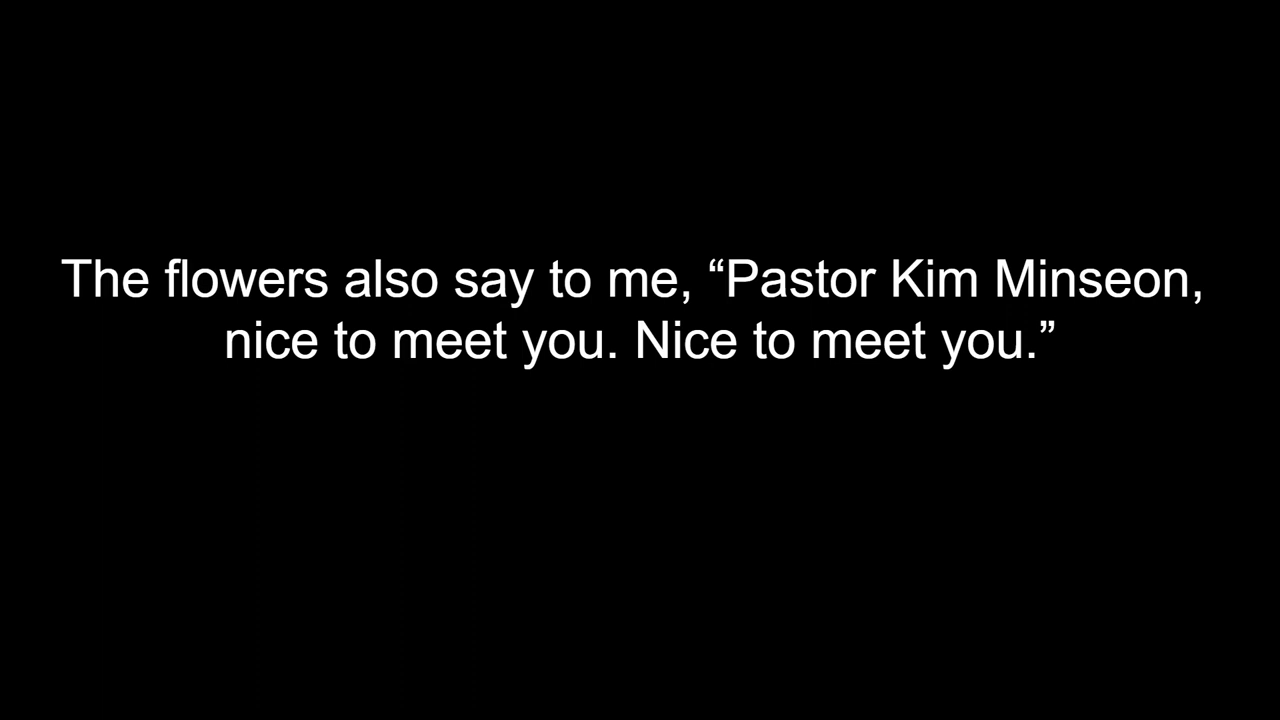 The flowers also say to me, “Pastor Kim Minseon,
nice to meet you. Nice to meet you.”